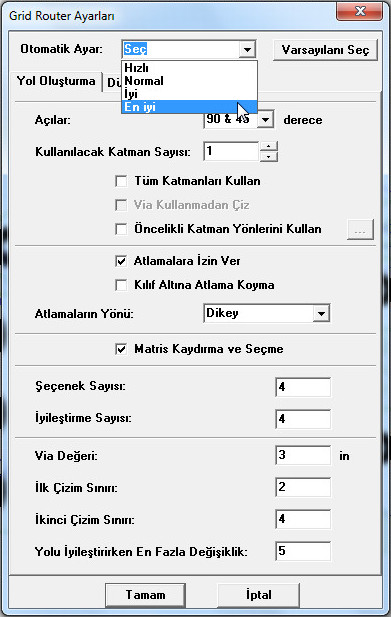 Grid Router Ayarları
Otomatik Ayar: Seç Varsayılanı Seç
Hızlı
Normal
İyi
En iyi
Yol Oluşturma
Açılar: 90 & 45 derece
Kullanılacak Katman Sayısı: 1
Tüm Katmanları Kullan
Via Kullanmadan Çiz
Öncelikli Katman Yönlerini Kullan ...
Atlamalara İzin Ver
Kılıf Altına Atlama Koyma
Atlamaların Yönü: Dikey
Matris Kaydırma ve Seçme
Şeçenek Sayısı: 4
İyileştirme Sayısı: 4
Via Değeri: 3 in
İlk Çizim Sınırı: 2
İkinci Çizim Sınırı: 4
Yolu İyileştirirken En Fazla Değişiklik: 5
Tamam İptal